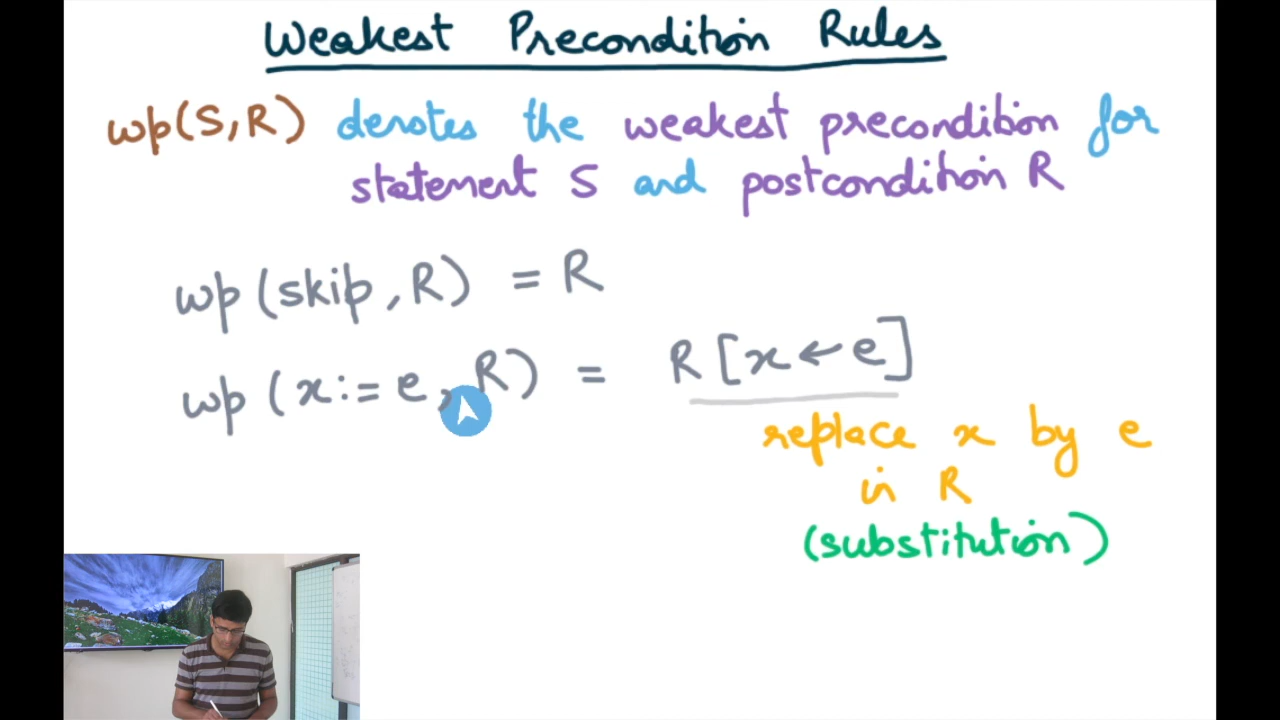 Weakest Precondition Rules
wp(S,R) denotes the weakest precondition for
statement S and postcondition R
wp(skip,R) = R
wp(x:=e,R) = R[x←e]
replace x by e
in R
(substitution)